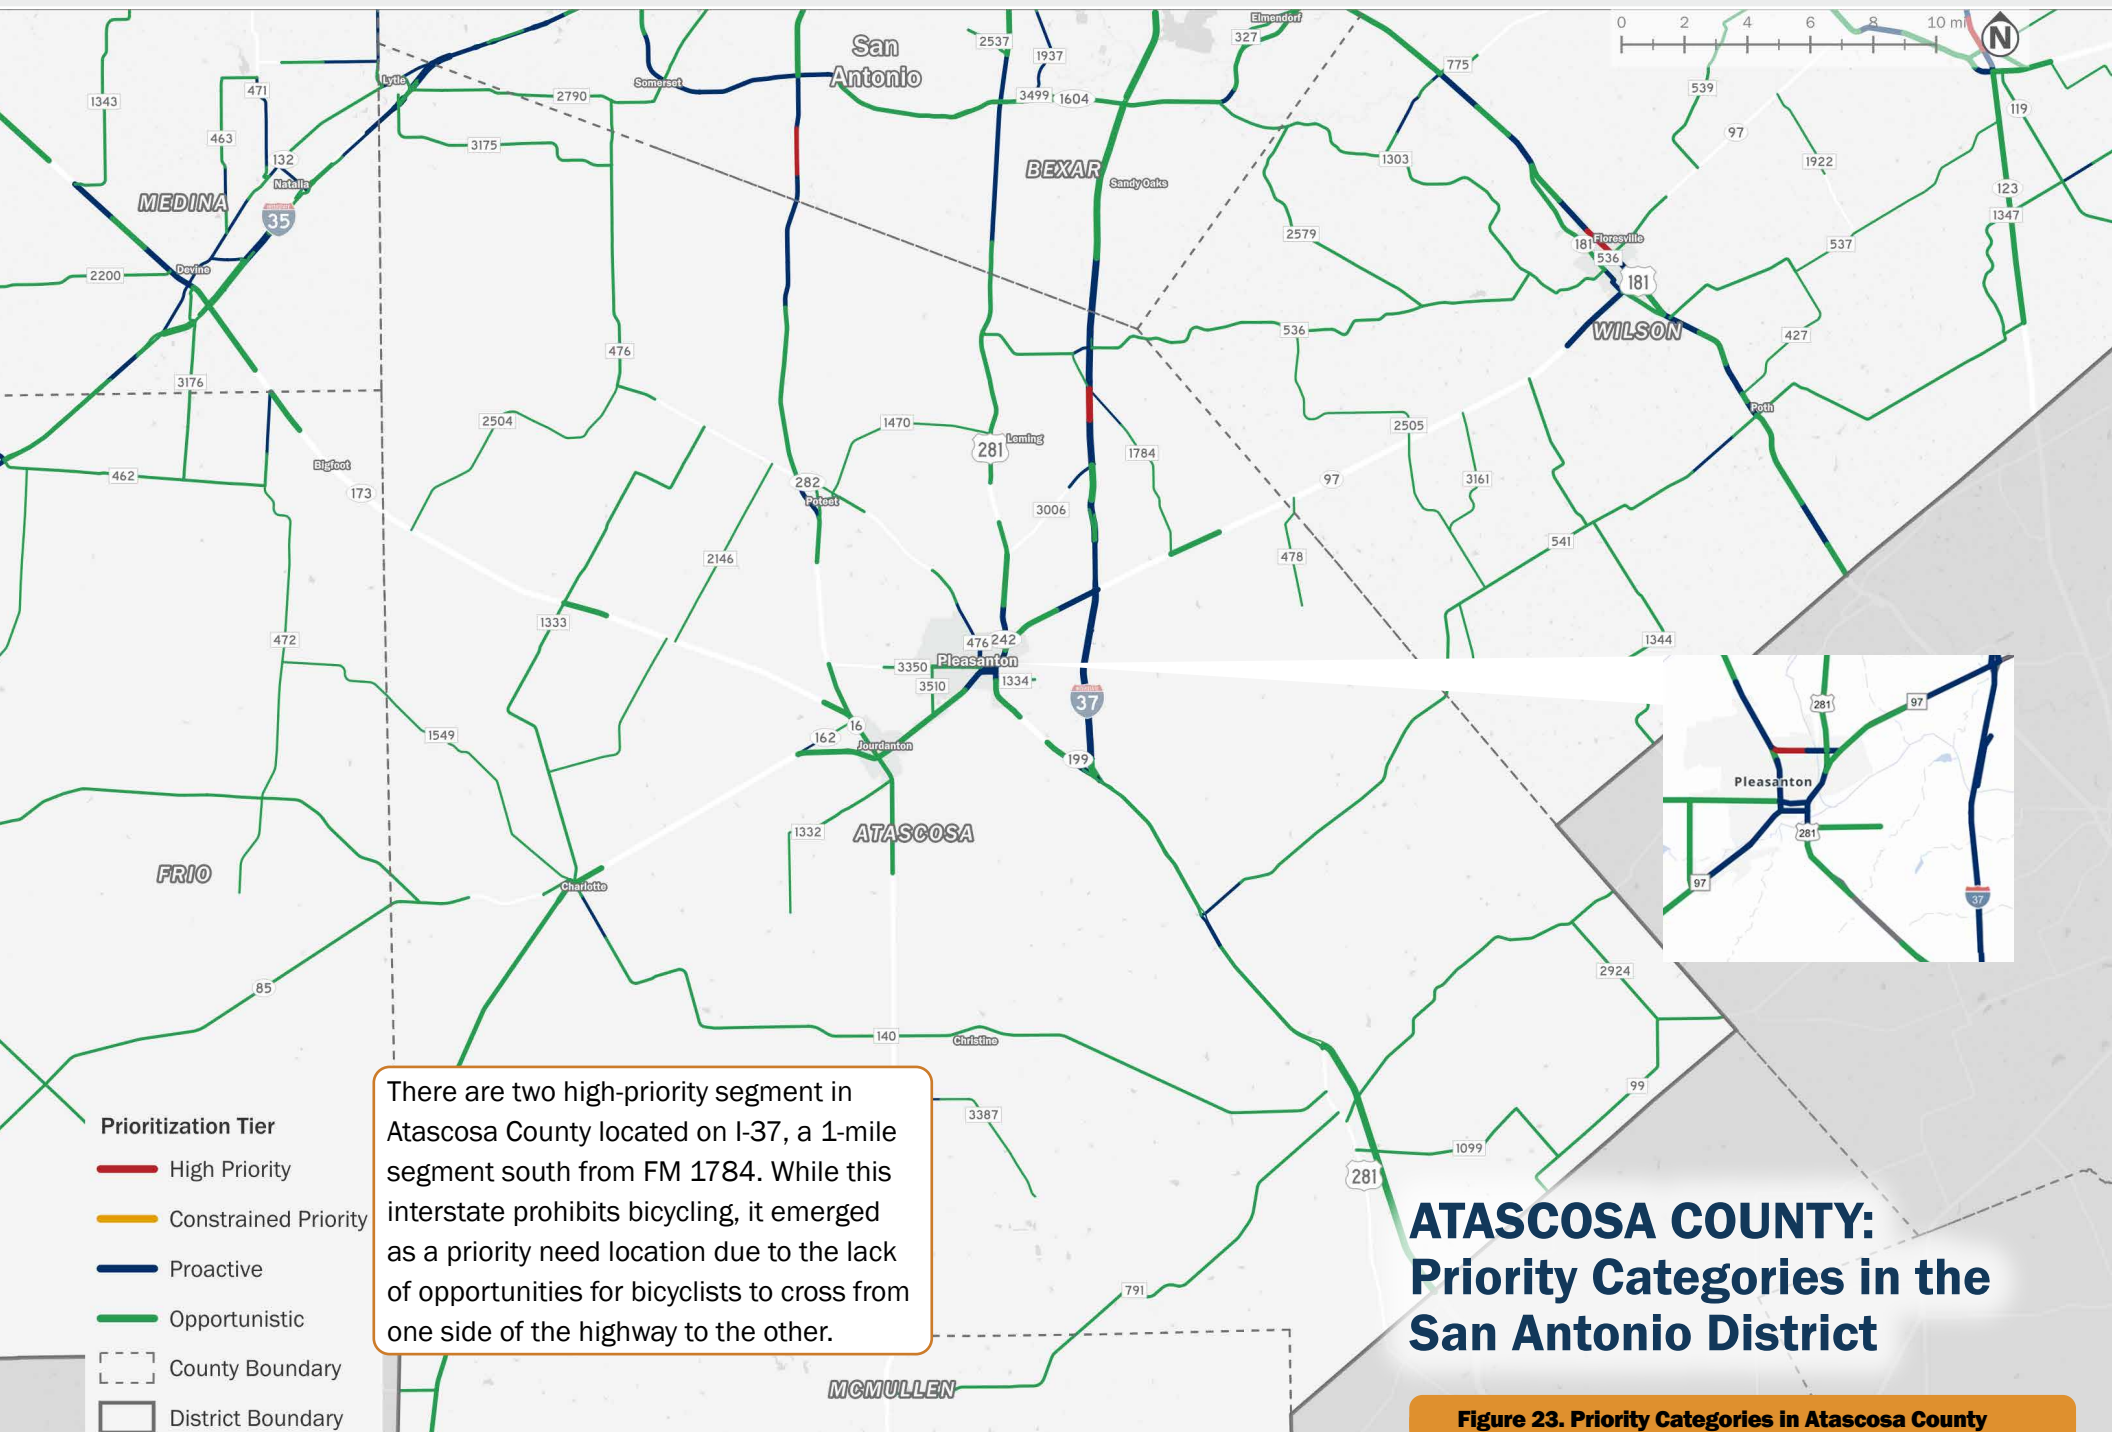 0 2 4 6 8 10 mi
N
Elmendorf
327
2537
San
Antonio
1937
775
Lytle
Somerset
471
539
1343
2790
3499
1604
119
463
97
3175
132
1303
1922
Natalia
BEXAR
Sandy Oaks
MEDINA
35
123
1347
2579
181
Floresville
537
536
2200
Devine
181
536
WILSON
427
476
3176
Poth
2504
1470
2505
281
Leming
1784
Bigfoot
462
173
282
Poteet
97
3161
3006
541
2146
478
1333
472
476
242
1344
Pleasanton
3350
3510
1334
37
281
97
16
162
1549
Jourdanton
199
Pleasanton
1332
ATASCOSA
281
FRIO
Charlotte
97
37
2924
85
140
Christine
99
3387
1099
281
791
MCMULLEN
Prioritization Tier
High Priority
Constrained Priority
Proactive
Opportunistic
County Boundary
District Boundary
There are two high-priority segment in
Atascosa County located on I-37, a 1-mile
segment south from FM 1784. While this
interstate prohibits bicycling, it emerged
as a priority need location due to the lack
of opportunities for bicyclists to cross from
one side of the highway to the other.
ATASCOSA COUNTY:
Priority Categories in the
San Antonio District
Figure 23. Priority Categories in Atascosa County